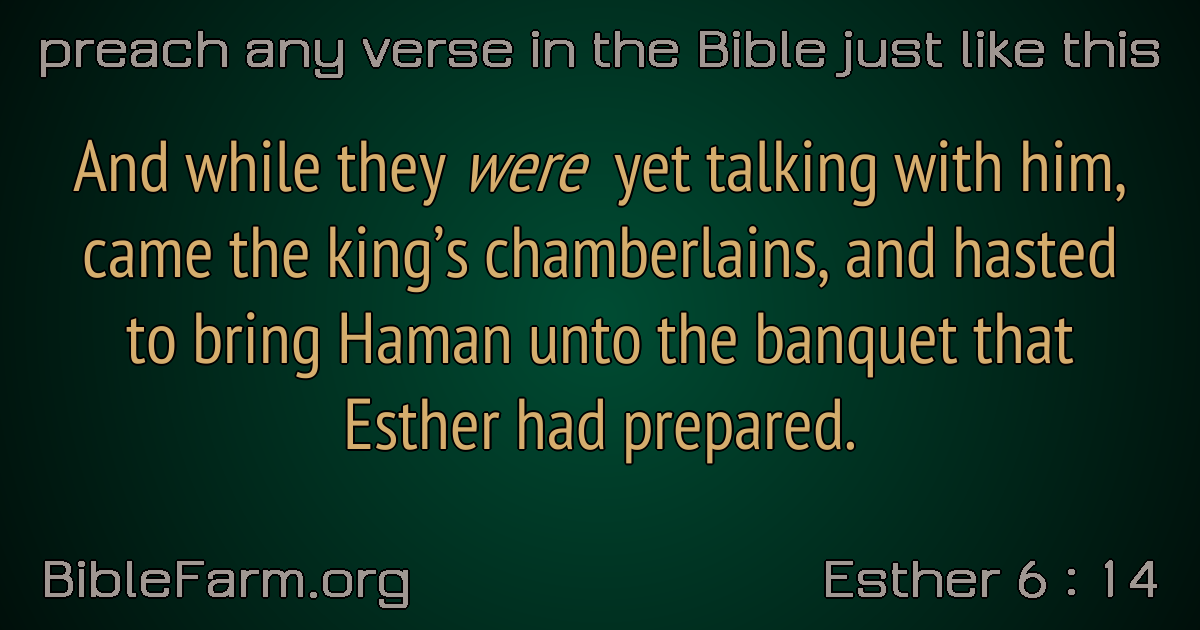 preach any verse in the Bible just like this
And while they were yet talking with him,
came the king’s chamberlains, and hasted
to bring Haman unto the banquet that
Esther had prepared.
BibleFarm.org
Esther 6 : 14